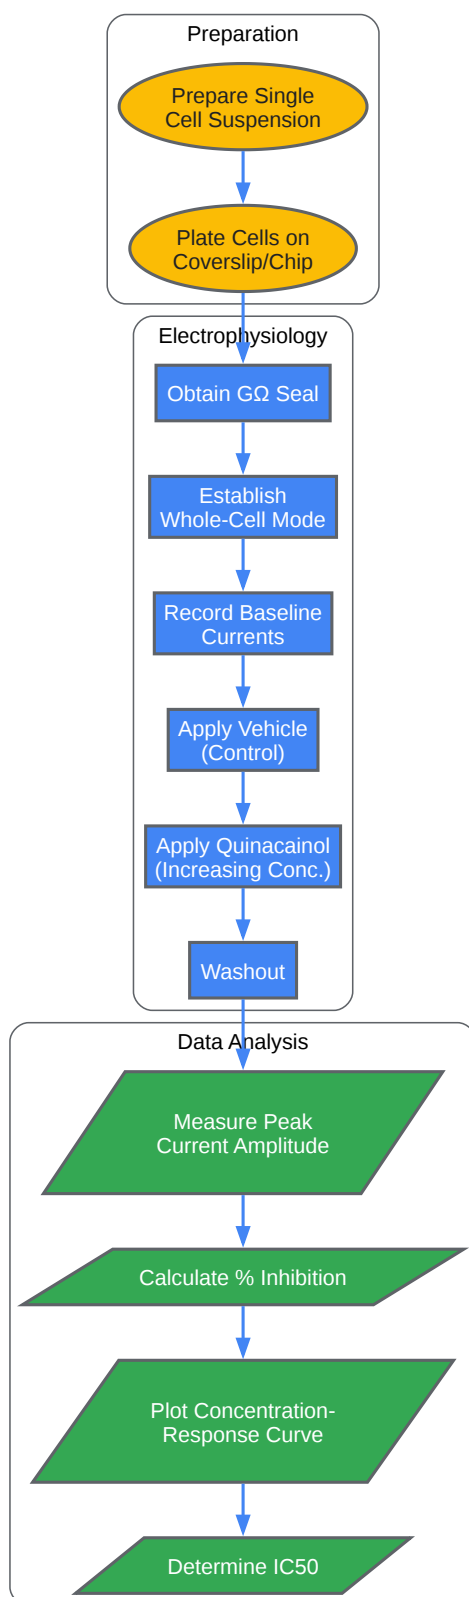 Preparation
Prepare Single
Cell Suspension
Plate Cells on
Coverslip/Chip
Electrophysiology
Obtain GΩ Seal
Establish
Whole-Cell Mode
Record Baseline
Currents
Apply Vehicle
(Control)
Apply Quinacainol
(Increasing Conc.)
Washout
Data Analysis
Measure Peak
Current Amplitude
Calculate % Inhibition
Plot Concentration-
Response Curve
Determine IC50